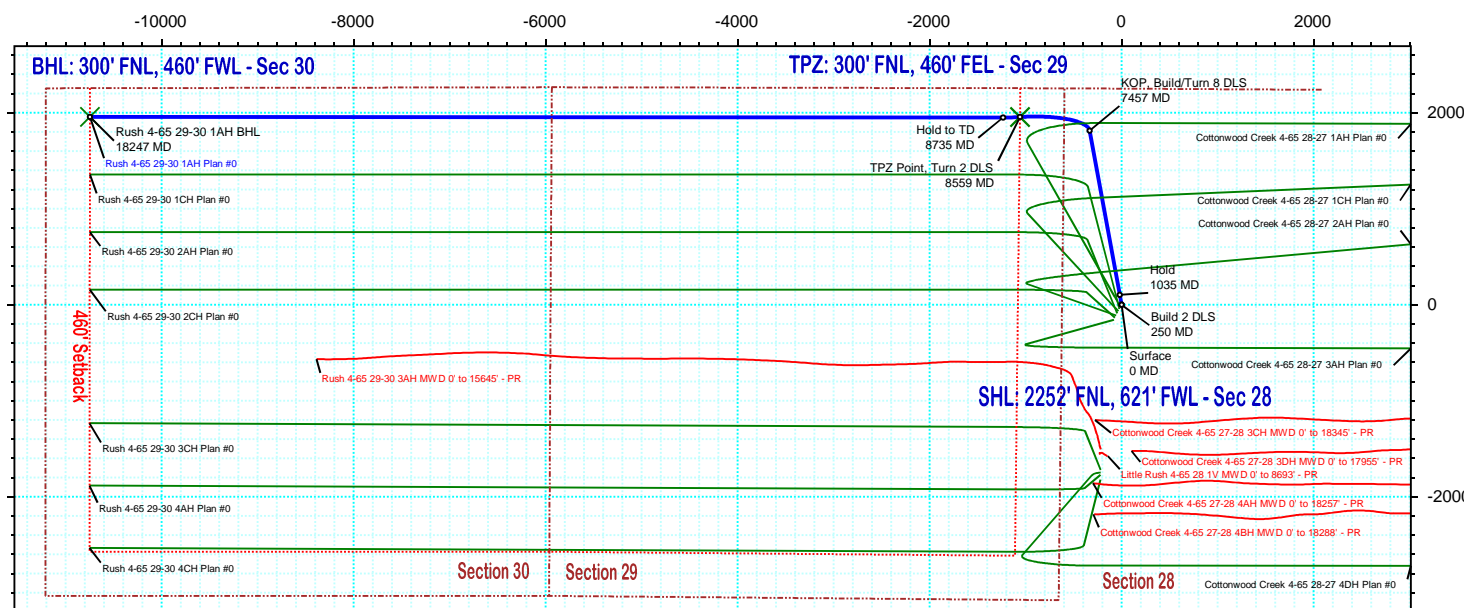 -10000
-8000
-6000
-4000
-2000
0
2000
BHL: 300' FNL, 460' FWL - Sec 30
TPZ: 300' FNL, 460' FEL - Sec 29
KOP, Build/Turn 8 DLS
7457 MD
2000
Rush 4-65 29-30 1AH BHL
18247 MD
Rush 4-65 29-30 1AH Plan #0
Hold to TD
8735 MD
Cottonwood Creek 4-65 28-27 1AH Plan #0
TPZ Point, Turn 2 DLS
8559 MD
Rush 4-65 29-30 1CH Plan #0
Cottonwood Creek 4-65 28-27 1CH Plan #0
Cottonwood Creek 4-65 28-27 2AH Plan #0
Rush 4-65 29-30 2AH Plan #0
Hold
1035 MD
0
Rush 4-65 29-30 2CH Plan #0
Build 2 DLS
250 MD
460' Setback
Surface
0 MD
Cottonwood Creek 4-65 28-27 3AH Plan #0
Rush 4-65 29-30 3AH MWD 0' to 15645' - PR
SHL: 2252' FNL, 621' FWL - Sec 28
Cottonwood Creek 4-65 27-28 3CH MWD 0' to 18345' - PR
Rush 4-65 29-30 3CH Plan #0
Cottonwood Creek 4-65 27-28 3DH MWD 0' to 17955' - PR
Little Rush 4-65 28 1V MWD 0' to 8693' - PR
-2000
Rush 4-65 29-30 4AH Plan #0
Cottonwood Creek 4-65 27-28 4AH MWD 0' to 18257' - PR
Cottonwood Creek 4-65 27-28 4BH MWD 0' to 18288' - PR
Rush 4-65 29-30 4CH Plan #0
Section 30
Section 29
Section 28
Cottonwood Creek 4-65 28-27 4DH Plan #0